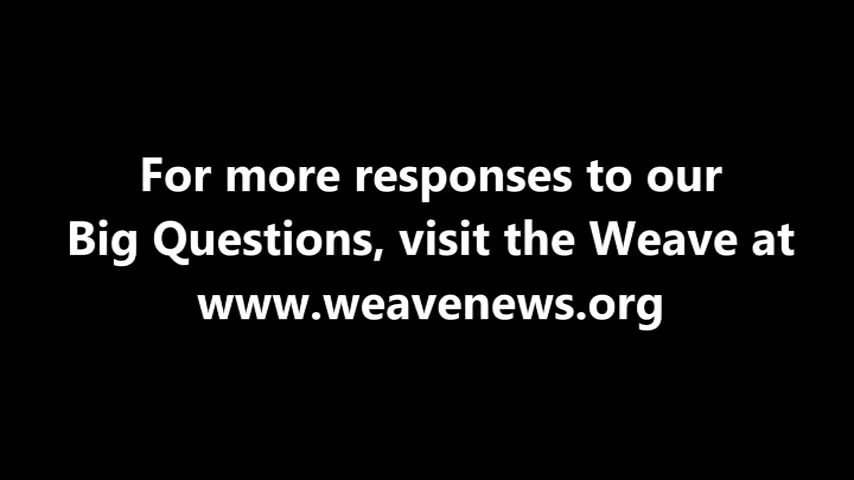 For more responses to our
Big Questions, visit the Weave at
www.weavenews.org